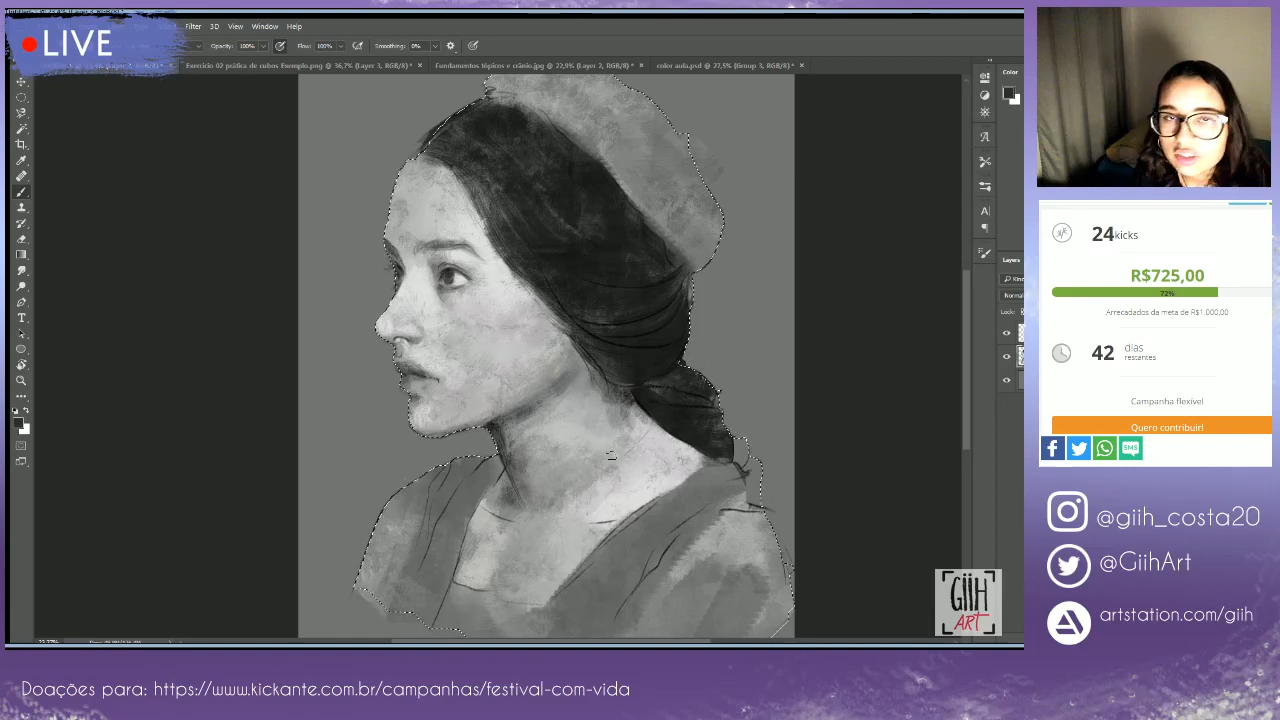 LIVE
Filter 3D View Window Help
Opacity: 100% Flow: 100% Smoothing: 0%
Exercício 02 prática de cubos Exemplo.png @ 36,7% (Layer 3, RGB/8) * × Fundamentos tópicos e crânio.jpg @ 22,9% (Layer 2, RGB/8) * × color aula.psd @ 27,5% (Group 3, RGB/8) * ×
Color
Layers
Kind
Normal
Lock:
24 kicks
R$725,00
72%
Arrecadados da meta de R$1.000,00
42 dias
restantes
Campanha flexível
Quero contribuir!
SMS
@giih_costa20
@GiihArt
artstation.com/giih
GiiH
ART
Doações para: https://www.kickante.com.br/campanhas/festival-com-vida